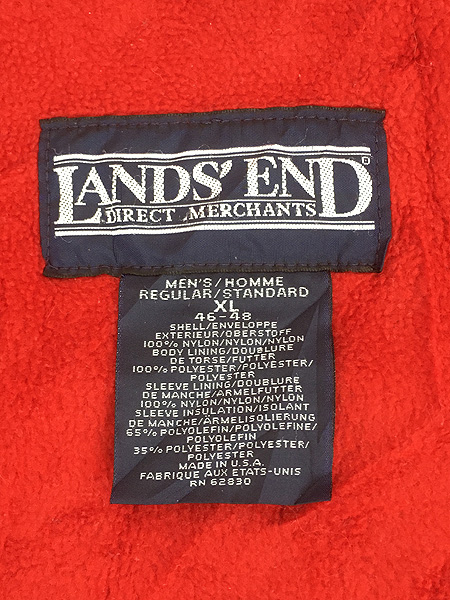 LANDS' END®
DIRECT MERCHANTS
MEN'S/HOMME
REGULAR/STANDARD
XL
46-48
SHELL/ENVELOPPE
EXTERIEUR/OBERSTOFF
100% NYLON/NYLON/NYLON
BODY LINING/DOUBLURE
DE TORSE/FUTTER
100% POLYESTER/POLYESTER/
POLYESTER
SLEEVE LINING/DOUBLURE
DE MANCHE/ARMELFUTTER
100% NYLON/NYLON/NYLON
SLEEVE INSULATION/ISOLANT
DE MANCHE/ÄRMELISOLIERUNG
65% POLYOLEFIN/POLYOLEFINE/
POLYOLEFIN
35% POLYESTER/POLYESTER/
POLYESTER
MADE IN U.S.A.
FABRIQUE AUX ETATS-UNIS
RN 62830